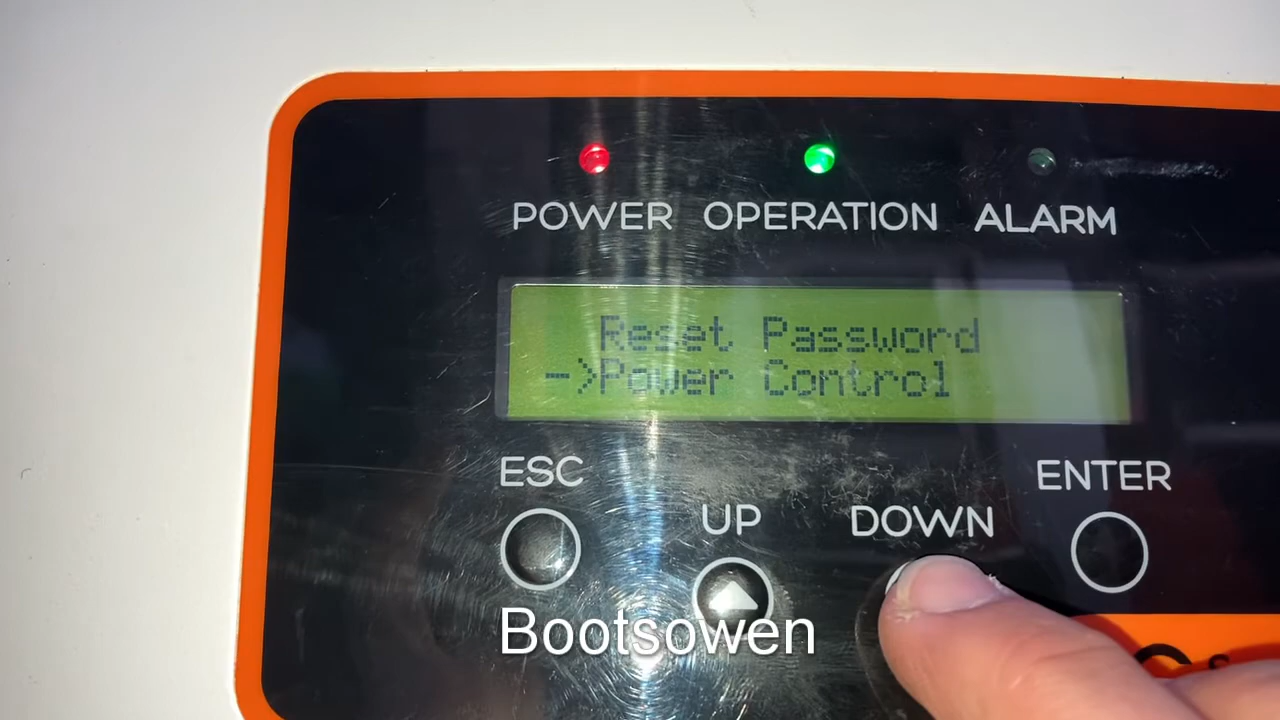 POWER OPERATION ALARM
Reset Password
->Power Control
ESC
UP
DOWN
ENTER
Bootsowen